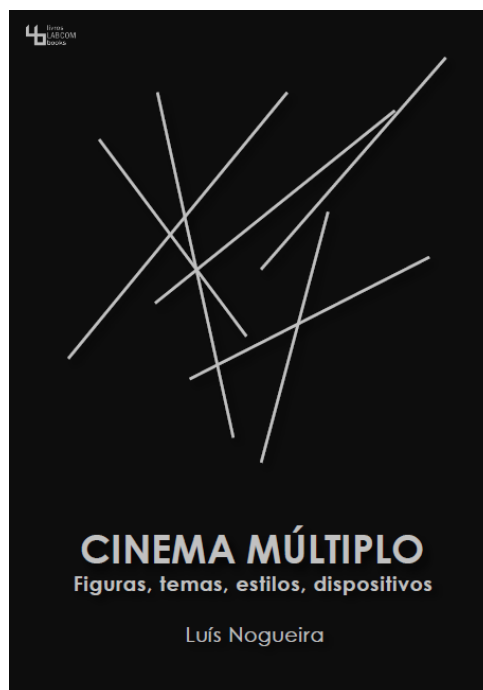 livros
LABCOM
books
CINEMA MÚLTIPLO
Figuras, temas, estilos, dispositivos
Luís Nogueira